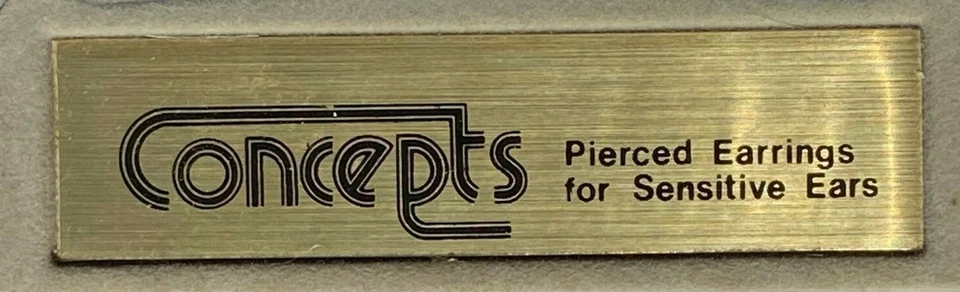 Concepts
Pierced Earrings
for Sensitive Ears